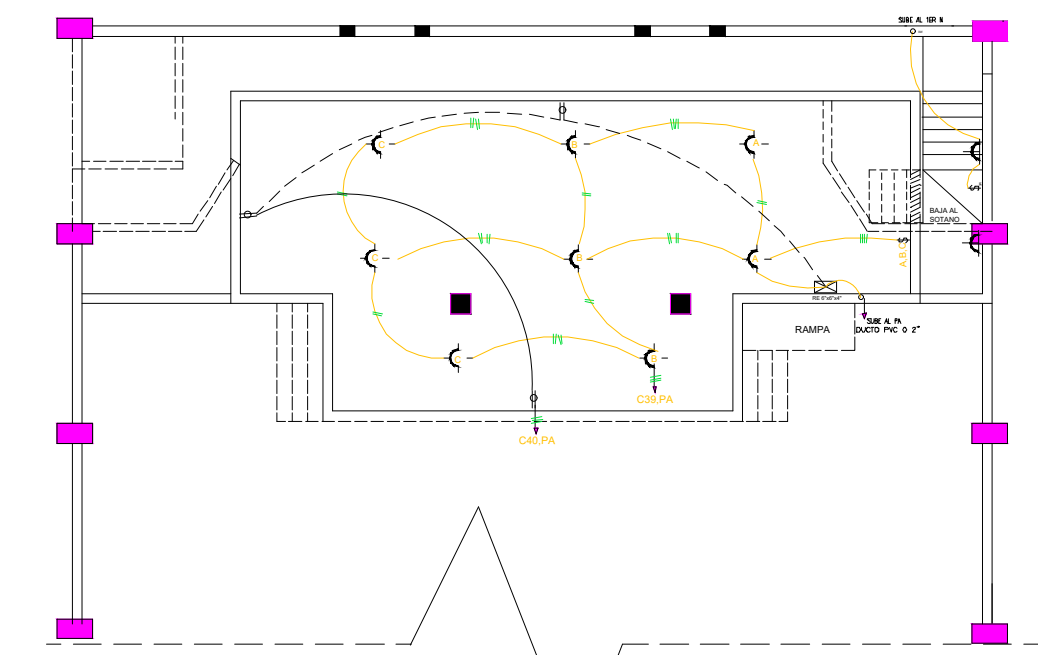 SUBE AL 1ER N
C
B
A
S
BAJA AL
SOTANO
C
B
A
A,B,C
S
RE 6"x6"x4"
SUBE AL PA
DUCTO PVC O 2"
RAMPA
C
B
C39,PA
C40,PA